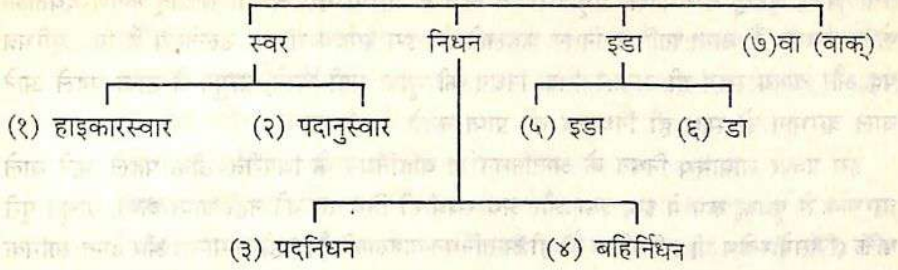 स्वर निधन इडा (७) वा (वाक्)
(१) हाइकारस्वार (२) पदानुस्वार (५) इडा (६) डा
(३) पदनिधन (४) बहिर्निधन